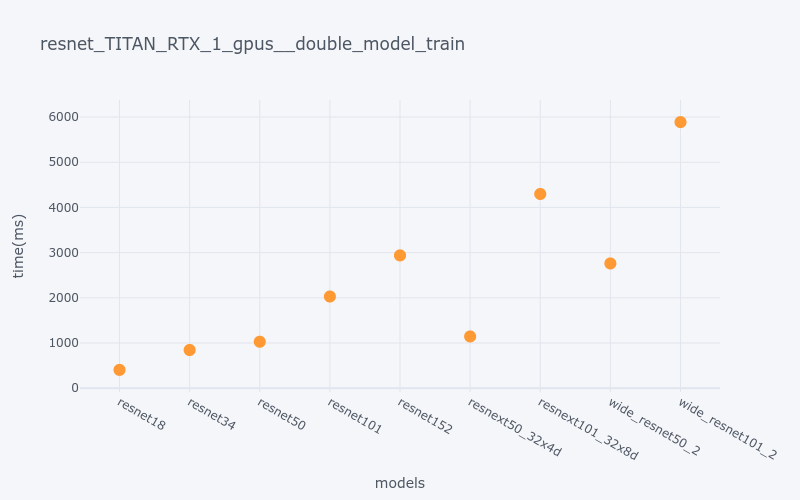 resnet_TITAN_RTX_1_gpus__double_model_train
time(ms)
6000
5000
4000
3000
2000
1000
0
resnet18
resnet34
resnet50
resnet101
resnet152
resnext50_32x4d
resnext101_32x8d
wide_resnet50_2
wide_resnet101_2
models